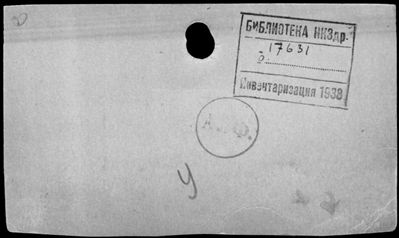 БИБЛИОТЕКА НКЗдр.
17631
Инвентаризация 1938
А. Ф.
У